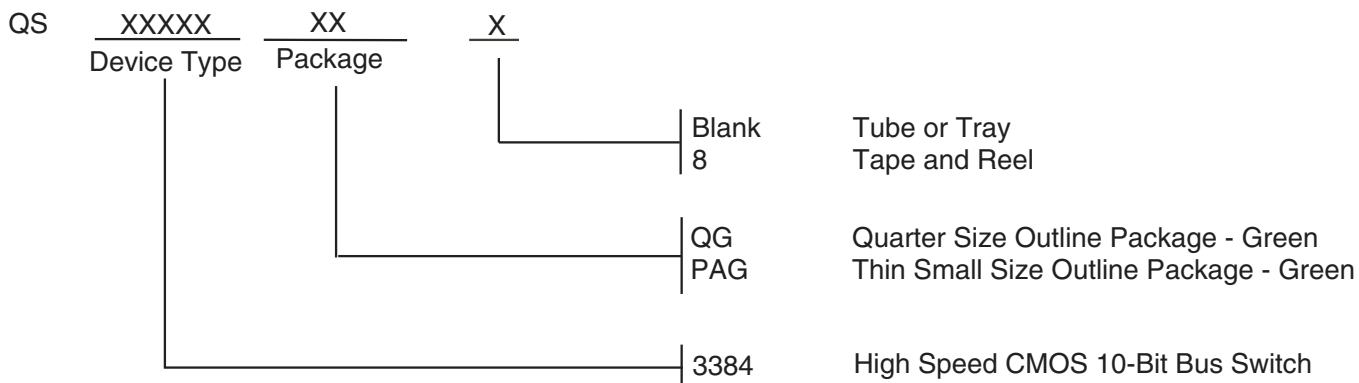 QS XXXXX XX X
Device Type Package
Blank Tube or Tray
8 Tape and Reel
QG Quarter Size Outline Package - Green
PAG Thin Small Size Outline Package - Green
3384 High Speed CMOS 10-Bit Bus Switch